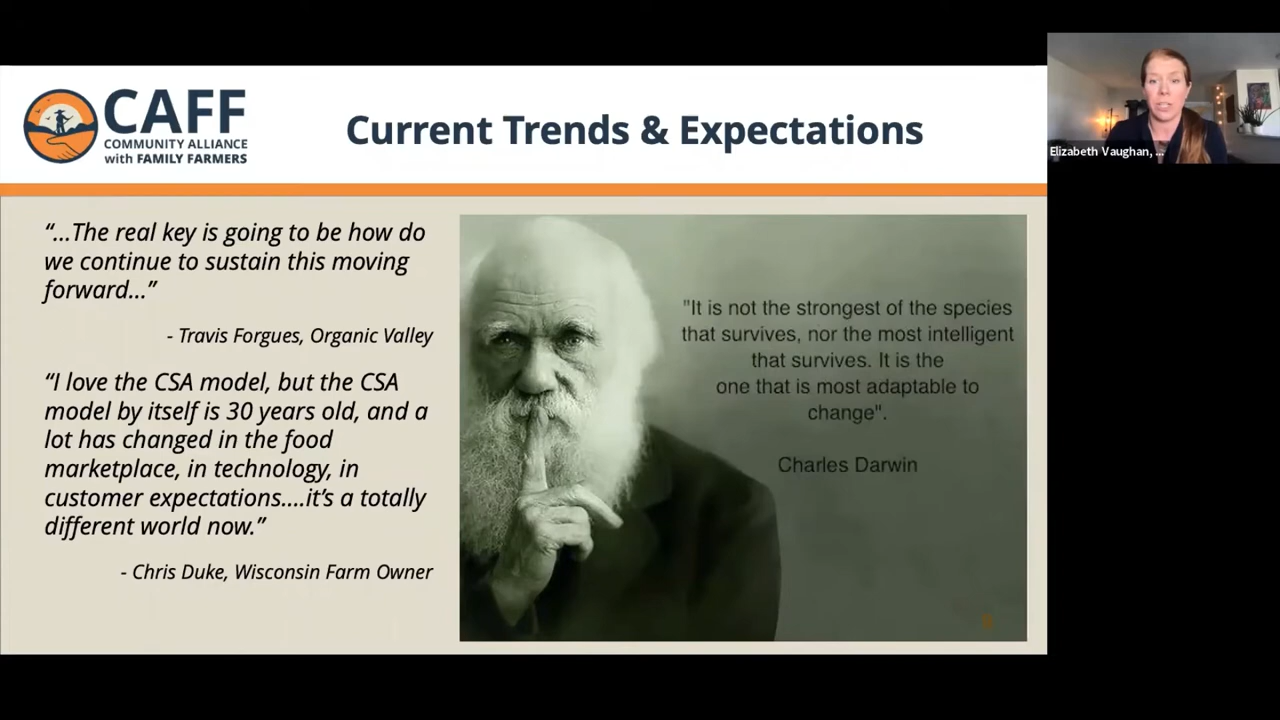 CAFF
COMMUNITY ALLIANCE
with FAMILY FARMERS
Current Trends & Expectations
Elizabeth Vaughan, ...
“...The real key is going to be how do
we continue to sustain this moving
forward...”
- Travis Forgues, Organic Valley
“I love the CSA model, but the CSA
model by itself is 30 years old, and a
lot has changed in the food
marketplace, in technology, in
customer expectations....it’s a totally
different world now.”
- Chris Duke, Wisconsin Farm Owner
"It is not the strongest of the species
that survives, nor the most intelligent
that survives. It is the
one that is most adaptable to
change".
Charles Darwin